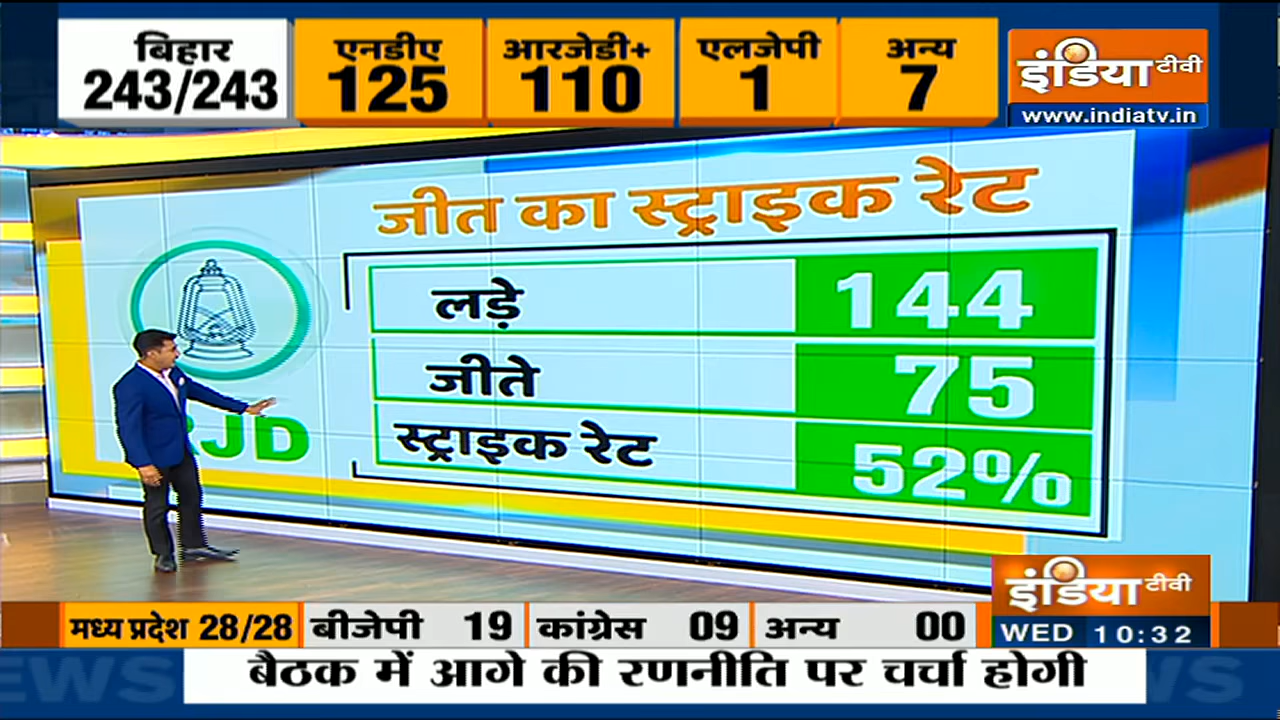 बिहार
243/243
एनडीए
125
आरजेडी+
110
एलजेपी
1
अन्य
7
इंडिया टीवी
www.indiatv.in
जीत का स्ट्राइक रेट
लड़े 144
जीते 75
स्ट्राइक रेट 52%
RJD
मध्य प्रदेश 28/28 बीजेपी 19 कांग्रेस 09 अन्य 00
इंडिया टीवी
WED 10:32
NEWS
बैठक में आगे की रणनीति पर चर्चा होगी